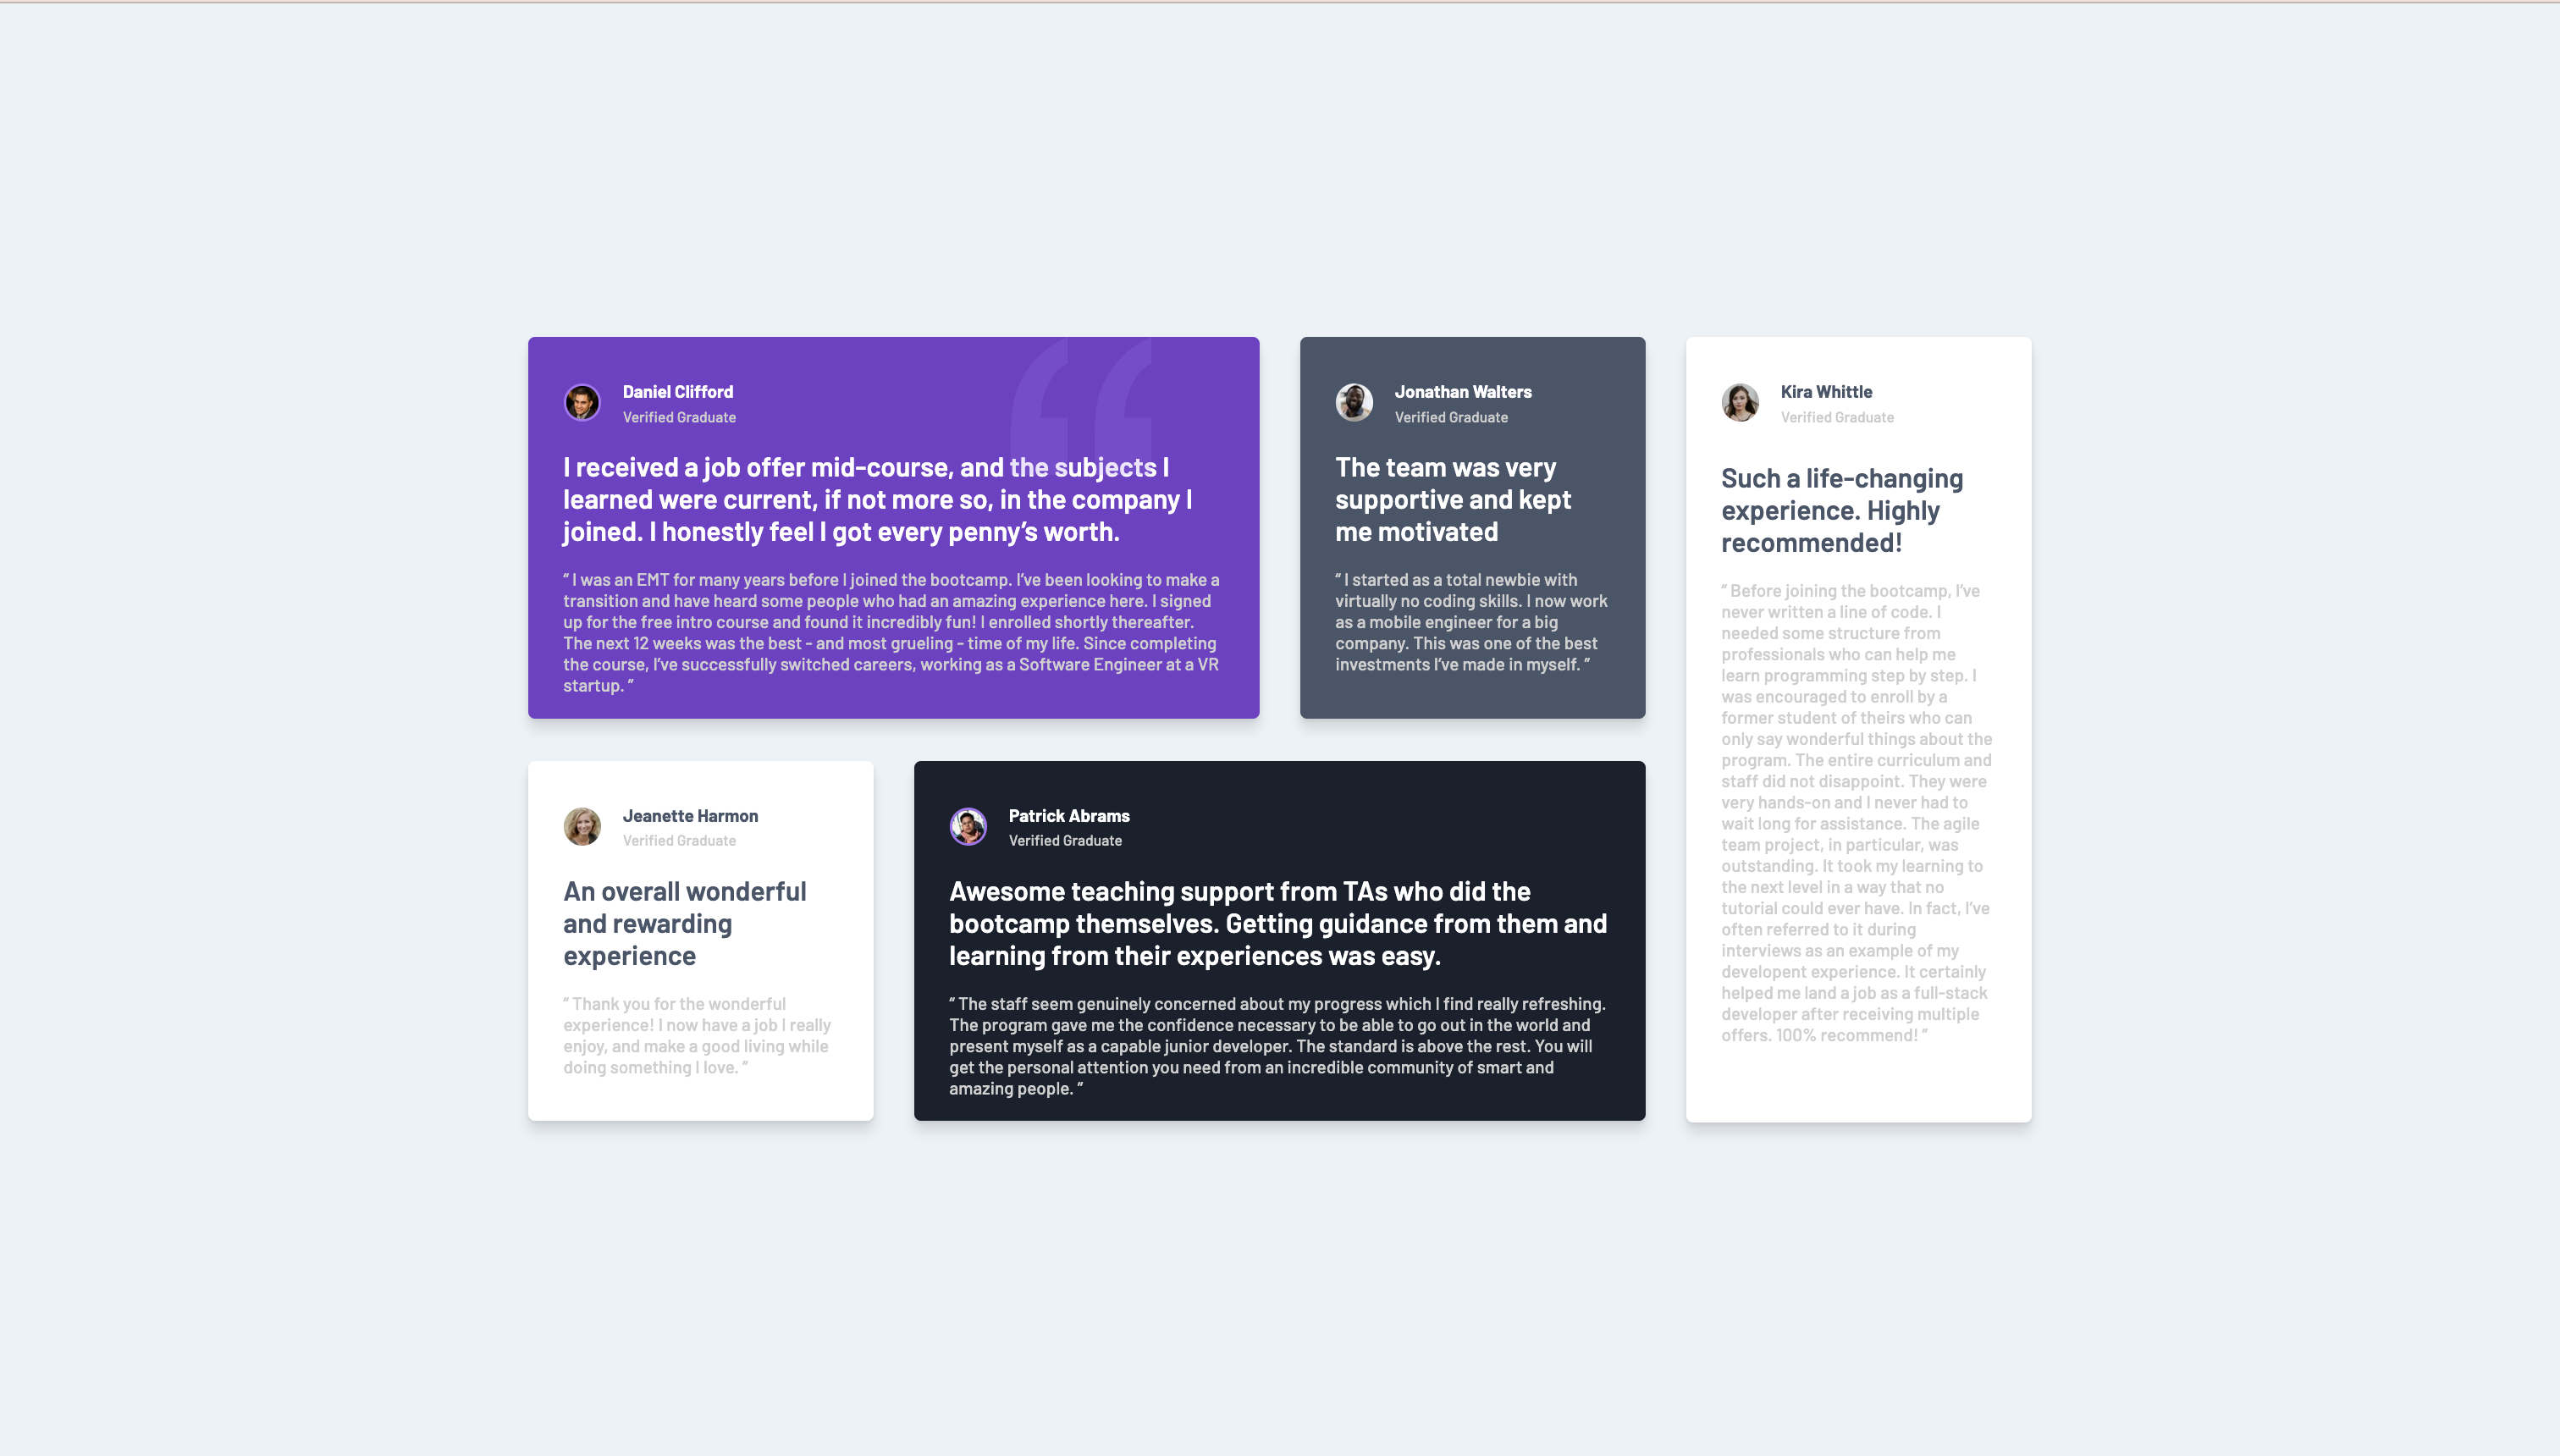 Daniel Clifford
Verified Graduate
I received a job offer mid-course, and the subjects I
learned were current, if not more so, in the company I
joined. I honestly feel I got every penny’s worth.
“ I was an EMT for many years before I joined the bootcamp. I’ve been looking to make a
transition and have heard some people who had an amazing experience here. I signed
up for the free intro course and found it incredibly fun! I enrolled shortly thereafter.
The next 12 weeks was the best - and most grueling - time of my life. Since completing
the course, I’ve successfully switched careers, working as a Software Engineer at a VR
startup. ”
Jonathan Walters
Verified Graduate
The team was very
supportive and kept
me motivated
“ I started as a total newbie with
virtually no coding skills. I now work
as a mobile engineer for a big
company. This was one of the best
investments I’ve made in myself. ”
Kira Whittle
Verified Graduate
Such a life-changing
experience. Highly
recommended!
“ Before joining the bootcamp, I’ve
never written a line of code. I
needed some structure from
professionals who can help me
learn programming step by step. I
was encouraged to enroll by a
former student of theirs who can
only say wonderful things about the
program. The entire curriculum and
staff did not disappoint. They were
very hands-on and I never had to
wait long for assistance. The agile
team project, in particular, was
outstanding. It took my learning to
the next level in a way that no
tutorial could ever have. In fact, I’ve
often referred to it during
interviews as an example of my
developent experience. It certainly
helped me land a job as a full-stack
developer after receiving multiple
offers. 100% recommend! ”
Jeanette Harmon
Verified Graduate
An overall wonderful
and rewarding
experience
“ Thank you for the wonderful
experience! I now have a job I really
enjoy, and make a good living while
doing something I love. ”
Patrick Abrams
Verified Graduate
Awesome teaching support from TAs who did the
bootcamp themselves. Getting guidance from them and
learning from their experiences was easy.
“ The staff seem genuinely concerned about my progress which I find really refreshing.
The program gave me the confidence necessary to be able to go out in the world and
present myself as a capable junior developer. The standard is above the rest. You will
get the personal attention you need from an incredible community of smart and
amazing people. ”